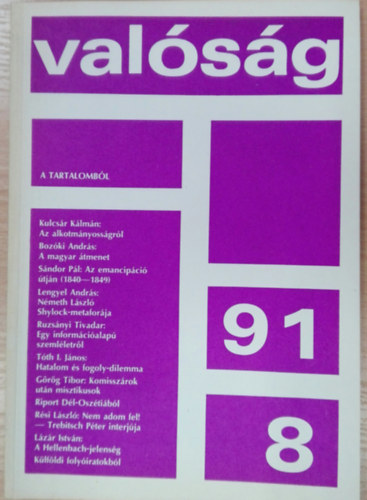 valóság
A TARTALOMBÓL
Kulcsár Kálmán:
Az alkotmányosságról
Bozóki András:
A magyar átmenet
Sándor Pál: Az emancipáció
útján (1840—1849)
Lengyel András:
Németh László
Shylock-metaforája
Ruzsányi Tivadar:
Egy információalapú
szemléletről
Tóth I. János:
Hatalom és fogoly-dilemma
Görög Tibor: Komisszárok
után misztikusok
Riport Dél-Oszétiából
Rési László: Nem adom fel!
— Trebitsch Péter interjúja
Lázár István:
A Hellenbach-jelenség
Külföldi folyóiratokból
91
8